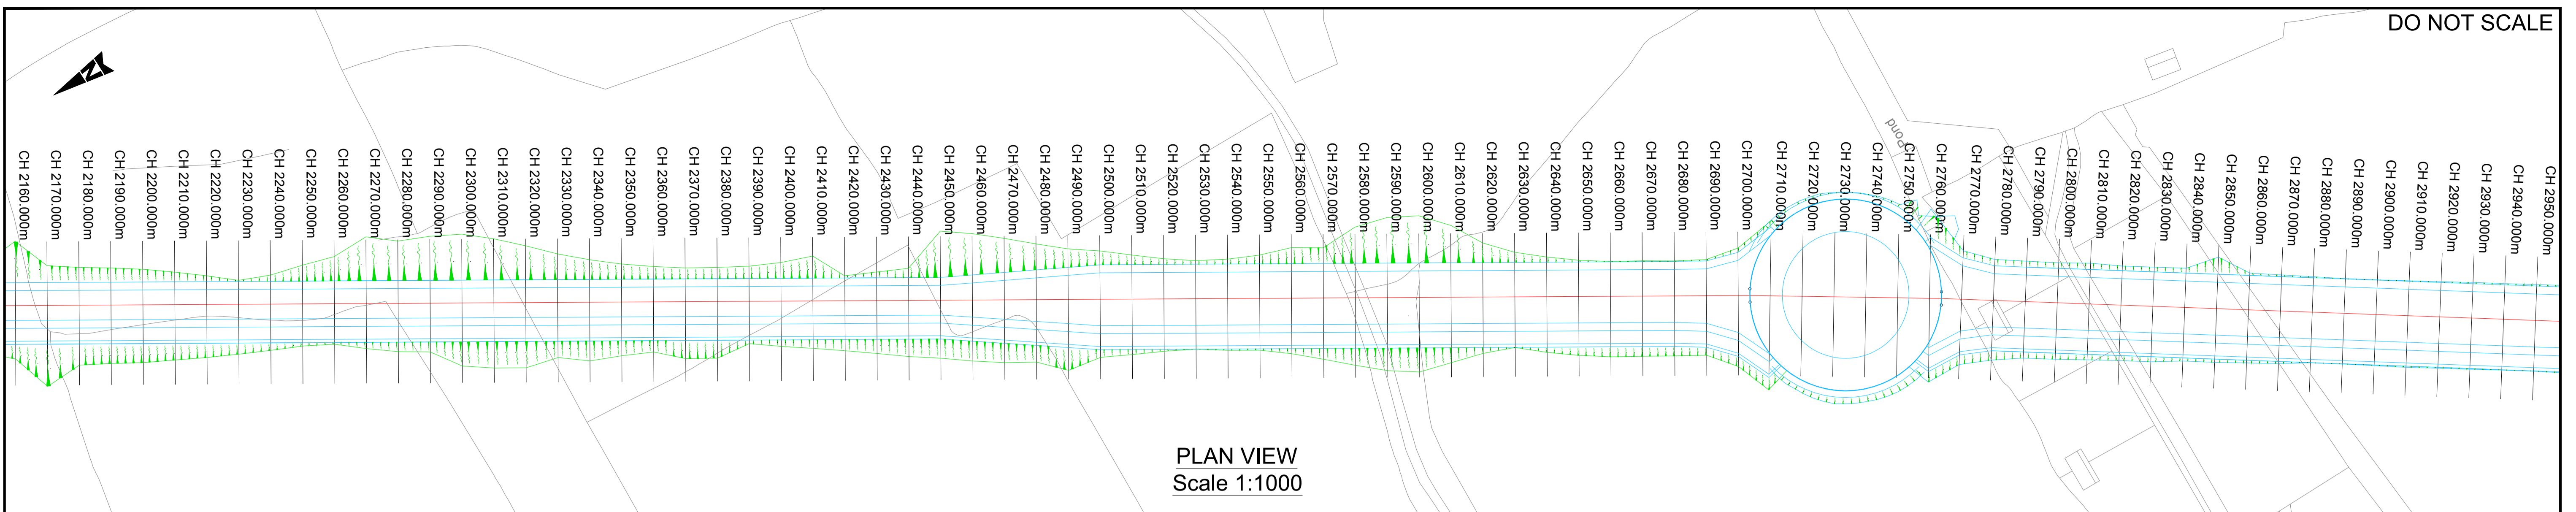 DO NOT SCALE
N
Pond
CH 2160.000m
CH 2170.000m
CH 2180.000m
CH 2190.000m
CH 2200.000m
CH 2210.000m
CH 2220.000m
CH 2230.000m
CH 2240.000m
CH 2250.000m
CH 2260.000m
CH 2270.000m
CH 2280.000m
CH 2290.000m
CH 2300.000m
CH 2310.000m
CH 2320.000m
CH 2330.000m
CH 2340.000m
CH 2350.000m
CH 2360.000m
CH 2370.000m
CH 2380.000m
CH 2390.000m
CH 2400.000m
CH 2410.000m
CH 2420.000m
CH 2430.000m
CH 2440.000m
CH 2450.000m
CH 2460.000m
CH 2470.000m
CH 2480.000m
CH 2490.000m
CH 2500.000m
CH 2510.000m
CH 2520.000m
CH 2530.000m
CH 2540.000m
CH 2550.000m
CH 2560.000m
CH 2570.000m
CH 2580.000m
CH 2590.000m
CH 2600.000m
CH 2610.000m
CH 2620.000m
CH 2630.000m
CH 2640.000m
CH 2650.000m
CH 2660.000m
CH 2670.000m
CH 2680.000m
CH 2690.000m
CH 2700.000m
CH 2710.000m
CH 2720.000m
CH 2730.000m
CH 2740.000m
CH 2750.000m
CH 2760.000m
CH 2770.000m
CH 2780.000m
CH 2790.000m
CH 2800.000m
CH 2810.000m
CH 2820.000m
CH 2830.000m
CH 2840.000m
CH 2850.000m
CH 2860.000m
CH 2870.000m
CH 2880.000m
CH 2890.000m
CH 2900.000m
CH 2910.000m
CH 2920.000m
CH 2930.000m
CH 2940.000m
CH 2950.000m
PLAN VIEW
Scale 1:1000